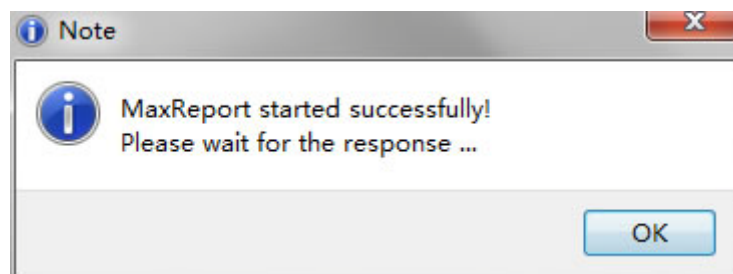 Note
MaxReport started successfully!
Please wait for the response ...
OK